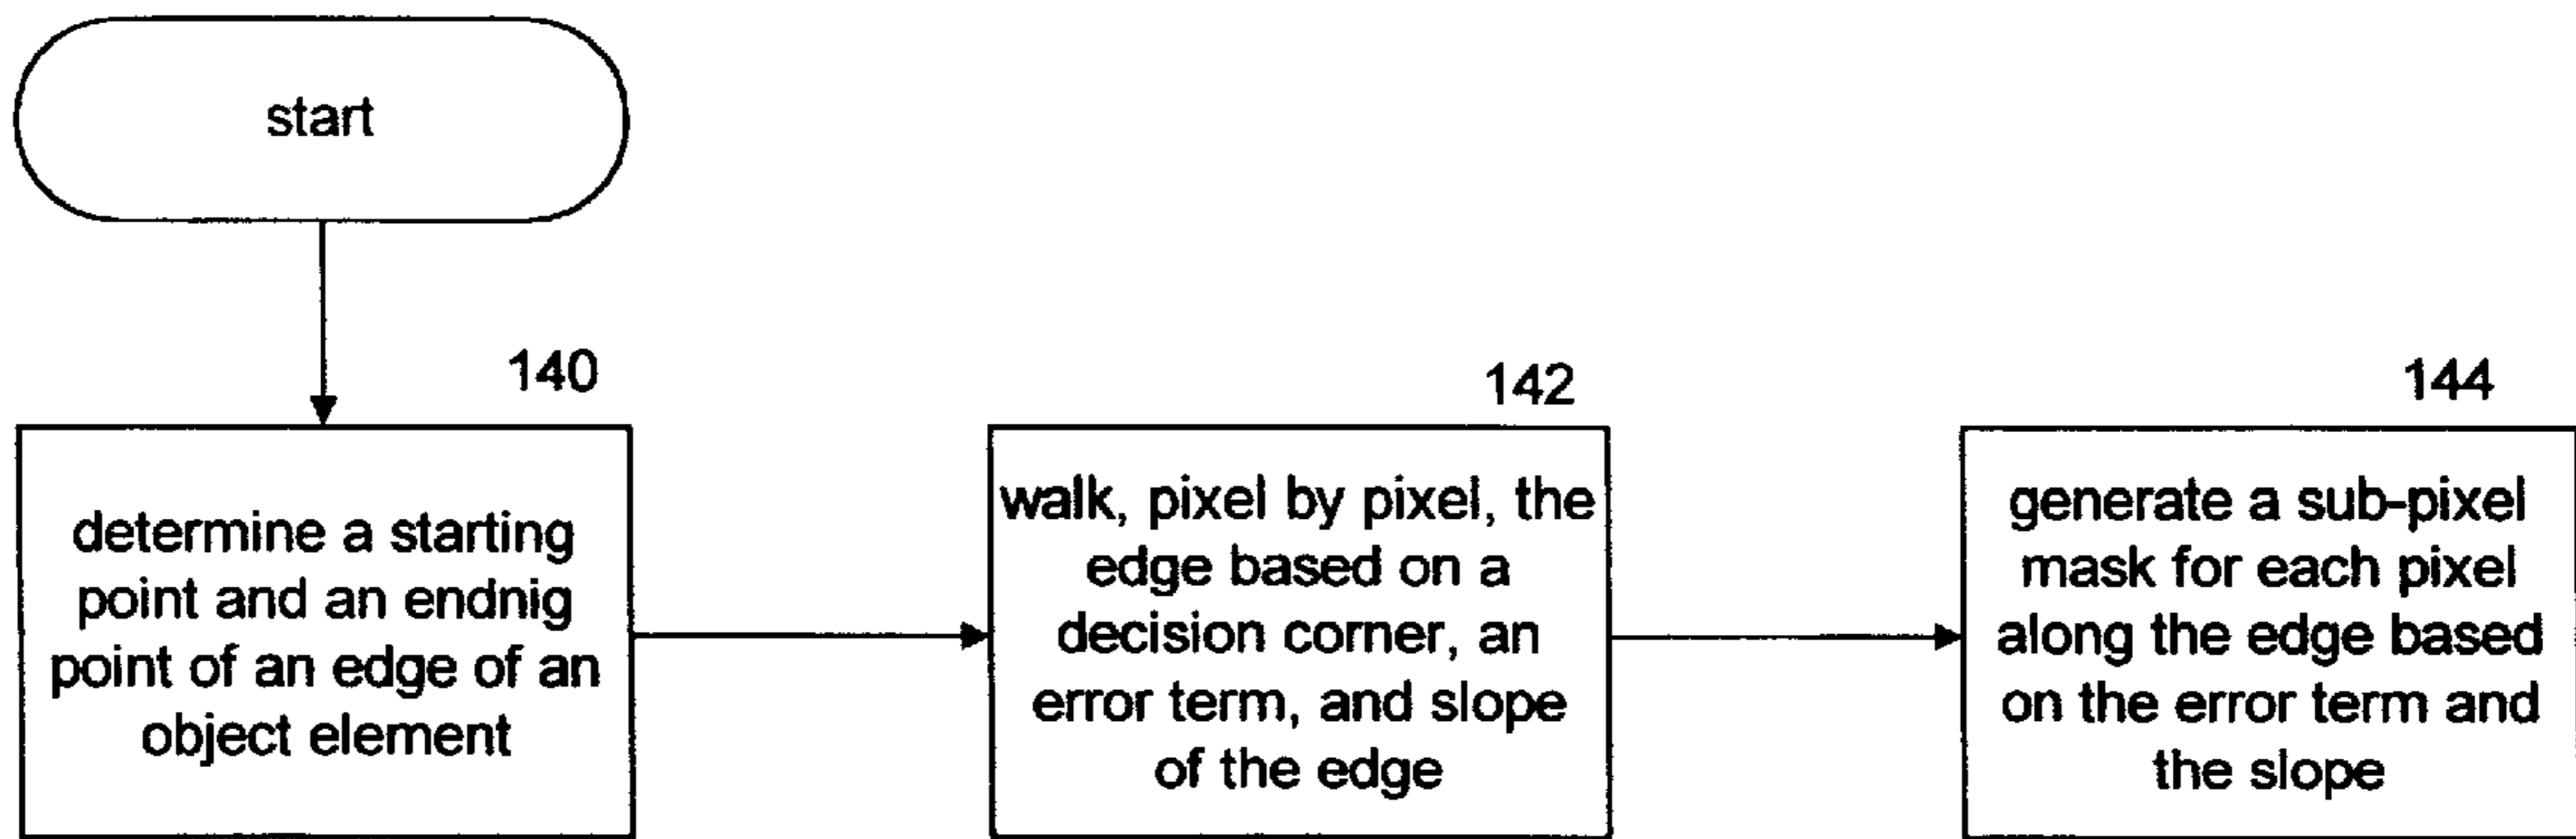 start
140
determine a starting
point and an endnig
point of an edge of an
object element
142
walk, pixel by pixel, the
edge based on a
decision corner, an
error term, and slope
of the edge
144
generate a sub-pixel
mask for each pixel
along the edge based
on the error term and
the slope